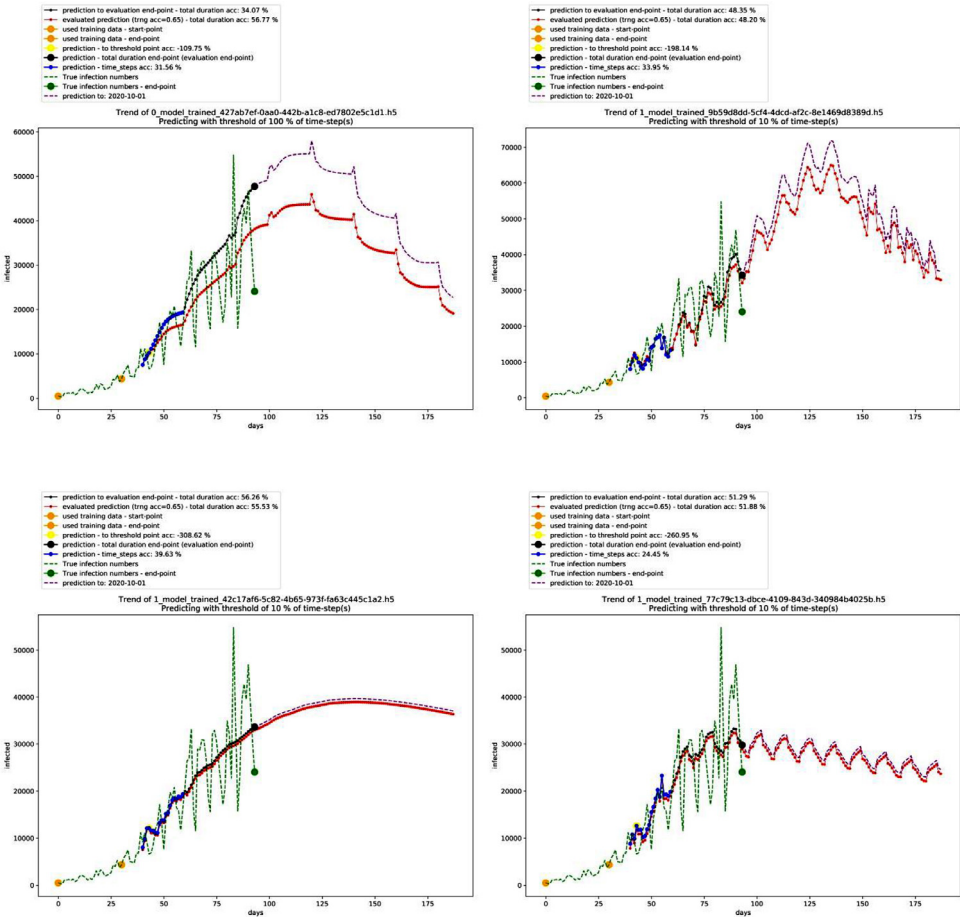 prediction to evaluation end-point - total duration acc: 34.07 %
evaluated prediction (trng acc=0.65) - total duration acc: 56.77 %
used training data - start-point
used training data - end-point
prediction - to threshold point acc: -109.75 %
prediction - total duration end-point (evaluation end-point)
prediction - time_steps acc: 31.56 %
True infection numbers
True infection numbers - end-point
prediction to: 2020-10-01
Trend of 0_model_trained_427ab7ef-0aa0-442b-a1c8-ed7802e5c1d1.h5
Predicting with threshold of 100 % of time-step(s)
60000
50000
40000
30000
20000
10000
0
infected
0 25 50 75 100 125 150 175
days
prediction to evaluation end-point - total duration acc: 48.35 %
evaluated prediction (trng acc=0.65) - total duration acc: 48.20 %
used training data - start-point
used training data - end-point
prediction - to threshold point acc: -198.14 %
prediction - total duration end-point (evaluation end-point)
prediction - time_steps acc: 33.95 %
True infection numbers
True infection numbers - end-point
prediction to: 2020-10-01
Trend of 1_model_trained_9b59d8dd-5cf4-4dcd-af2c-8e1469d8389d.h5
Predicting with threshold of 10 % of time-step(s)
70000
60000
50000
40000
30000
20000
10000
0
infected
0 25 50 75 100 125 150 175
days
prediction to evaluation end-point - total duration acc: 56.26 %
evaluated prediction (trng acc=0.65) - total duration acc: 55.53 %
used training data - start-point
used training data - end-point
prediction - to threshold point acc: -308.62 %
prediction - total duration end-point (evaluation end-point)
prediction - time_steps acc: 39.63 %
True infection numbers
True infection numbers - end-point
prediction to: 2020-10-01
Trend of 1_model_trained_42c17af6-5c82-4b65-973f-fa63c445c1a2.h5
Predicting with threshold of 10 % of time-step(s)
50000
40000
30000
20000
10000
0
infected
0 25 50 75 100 125 150 175
days
prediction to evaluation end-point - total duration acc: 51.29 %
evaluated prediction (trng acc=0.65) - total duration acc: 51.88 %
used training data - start-point
used training data - end-point
prediction - to threshold point acc: -260.95 %
prediction - total duration end-point (evaluation end-point)
prediction - time_steps acc: 24.45 %
True infection numbers
True infection numbers - end-point
prediction to: 2020-10-01
Trend of 1_model_trained_77c79c13-dbce-4109-843d-340984b4025b.h5
Predicting with threshold of 10 % of time-step(s)
50000
40000
30000
20000
10000
0
infected
0 25 50 75 100 125 150 175
days